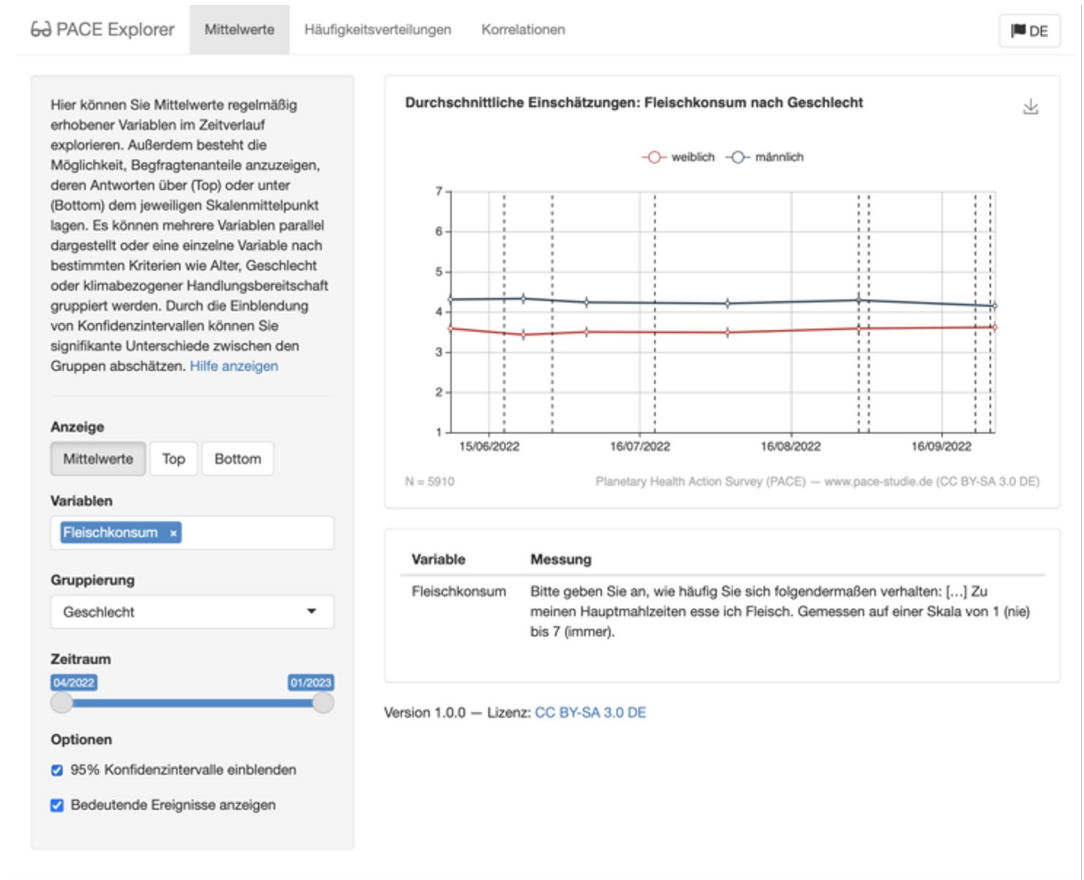 PACE Explorer
Mittelwerte
Häufigkeitsverteilungen
Korrelationen
DE
Hier können Sie Mittelwerte regelmäßig
erhobener Variablen im Zeitverlauf
explorieren. Außerdem besteht die
Möglichkeit, Begfragtenanteile anzuzeigen,
deren Antworten über (Top) oder unter
(Bottom) dem jeweiligen Skalenmittelpunkt
lagen. Es können mehrere Variablen parallel
dargestellt oder eine einzelne Variable nach
bestimmten Kriterien wie Alter, Geschlecht
oder klimabezogener Handlungsbereitschaft
gruppiert werden. Durch die Einblendung
von Konfidenzintervallen können Sie
signifikante Unterschiede zwischen den
Gruppen abschätzen. Hilfe anzeigen
Anzeige
Mittelwerte
Top
Bottom
Variablen
Fleischkonsum ×
Gruppierung
Geschlecht
Zeitraum
04/2022
01/2023
Optionen
95% Konfidenzintervalle einblenden
Bedeutende Ereignisse anzeigen
Durchschnittliche Einschätzungen: Fleischkonsum nach Geschlecht
weiblich
männlich
7
6
5
4
3
2
1
15/06/2022
16/07/2022
16/08/2022
16/09/2022
N = 5910
Planetary Health Action Survey (PACE) — www.pace-studie.de (CC BY-SA 3.0 DE)
Variable
Messung
Fleischkonsum
Bitte geben Sie an, wie häufig Sie sich folgendermaßen verhalten: [...] Zu
meinen Hauptmahlzeiten esse ich Fleisch. Gemessen auf einer Skala von 1 (nie)
bis 7 (immer).
Version 1.0.0 — Lizenz: CC BY-SA 3.0 DE